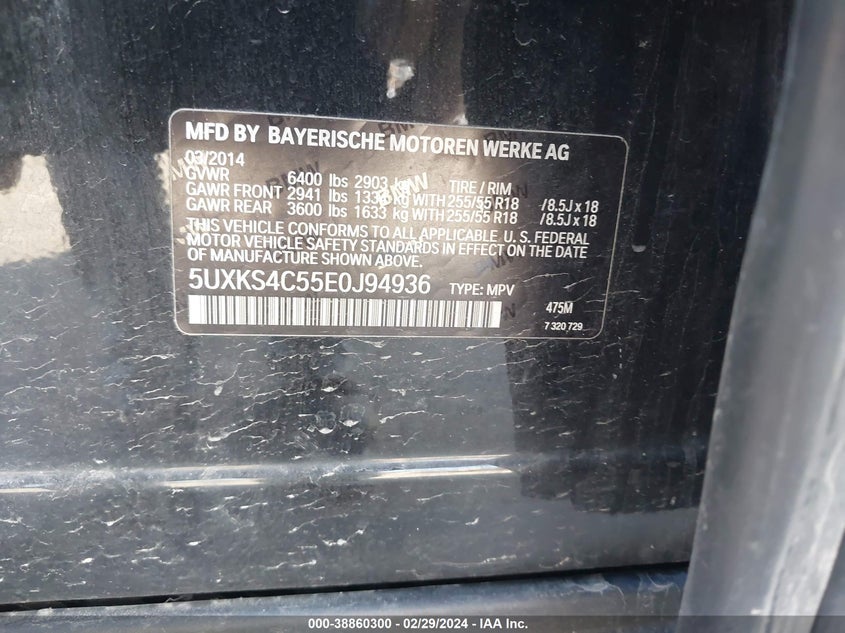 MFD BY BAYERISCHE MOTOREN WERKE AG
03/2014
GVWR 6400 lbs 2903 kg TIRE / RIM
GAWR FRONT 2941 lbs 1334 kg WITH 255/55 R18 /8.5J x 18
GAWR REAR 3600 lbs 1633 kg WITH 255/55 R18 /8.5J x 18
THIS VEHICLE CONFORMS TO ALL APPLICABLE U. S. FEDERAL
MOTOR VEHICLE SAFETY STANDARDS IN EFFECT ON THE DATE
OF MANUFACTURE SHOWN ABOVE.
5UXKS4C55E0J94936 TYPE: MPV 475M
7 320 729
000-38860300 - 02/29/2024 - IAA Inc.